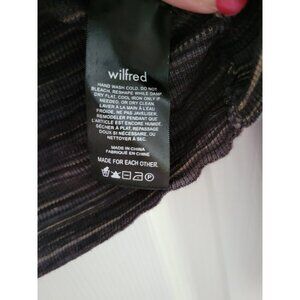 wilfred
HAND WASH COLD. DO NOT
BLEACH. RESHAPE WHILE DAMP.
DRY FLAT. COOL IRON ONLY IF
NEEDED. OR DRY CLEAN
LAVER À LA MAIN À L'EAU
FROIDE. NE PAS JAVELISER.
REMODELER PENDANT QUE
L'ARTICLE EST ENCORE HUMIDE.
SÉCHER À PLAT. REPASSAGE
DOUX SI NÉCESSAIRE. OU
NETTOYER À SEC.
MADE IN CHINA
FABRIQUÉ EN CHINE
MADE FOR EACH OTHER.
P